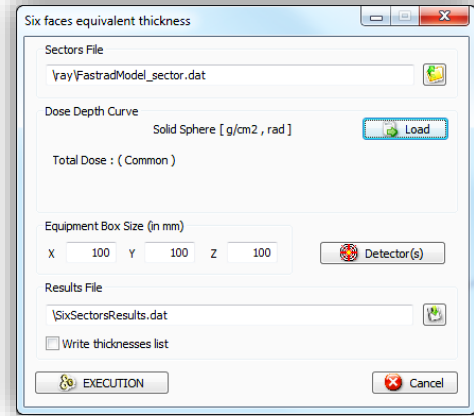 Six faces equivalent thickness
Sectors File
\ray\FastradModel_sector.dat
Dose Depth Curve
Solid Sphere [ g/cm2 , rad ]
Load
Total Dose : ( Common )
Equipment Box Size (in mm)
X 100 Y 100 Z 100
Detector(s)
Results File
\SixSectorsResults.dat
Write thicknesses list
EXECUTION
Cancel